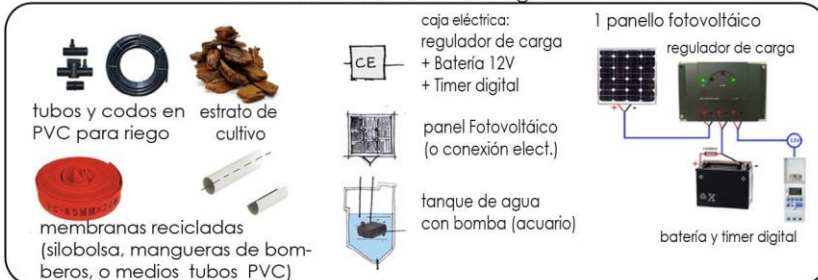 tubos y codos en
PVC para riego
estrato de
cultivo
membranas recicladas
(silobolsa, mangueras de bom-
beros, o medios tubos PVC)
CE
caja eléctrica:
regulador de carga
+ Batería 12V
+ Timer digital
panel Fotovoltáico
(o conexión elect.)
tanque de agua
con bomba (acuario)
1 panello fotovoltáico
regulador de carga
+ -
12V
+
-
batería y timer digital